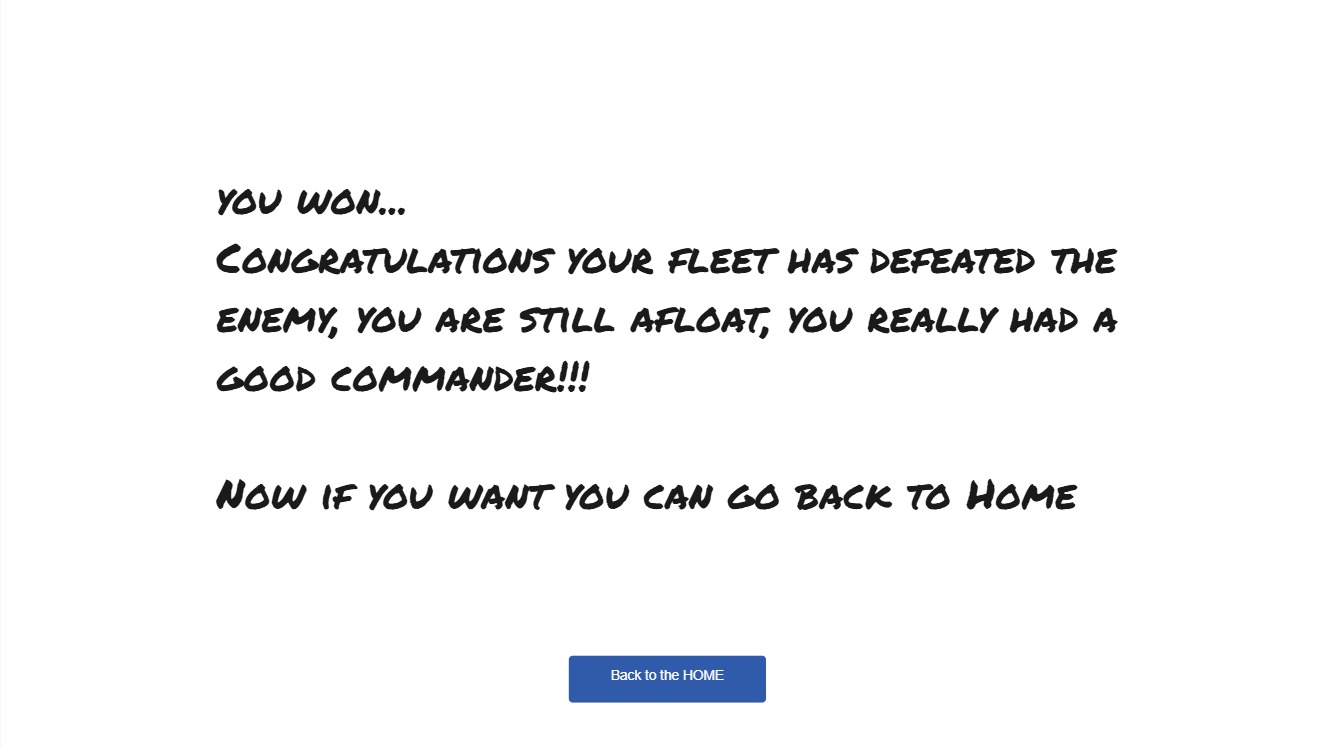 you won...
Congratulations your fleet has defeated the
enemy, you are still afloat, you really had a
good commander!!!
Now if you want you can go back to Home
Back to the HOME